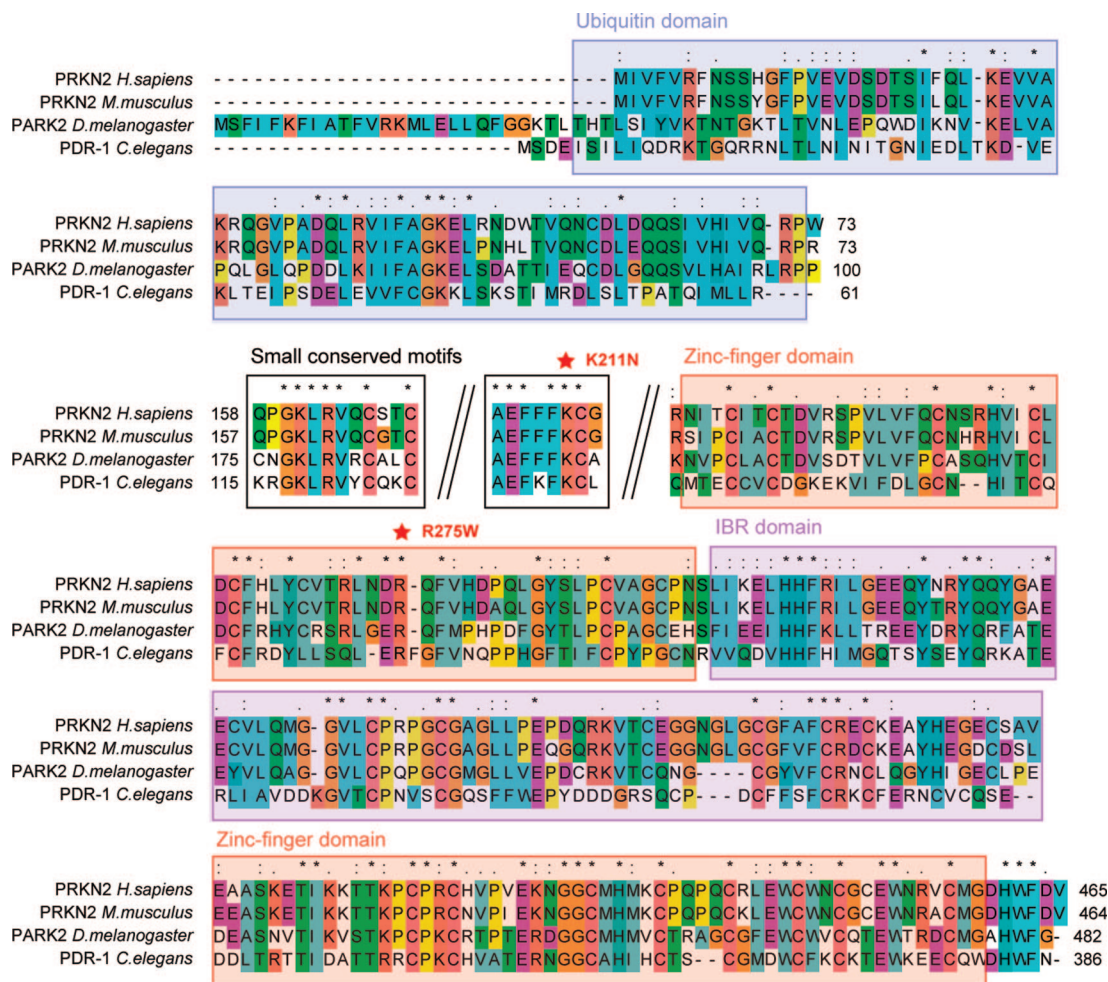 Ubiquitin domain
: : : : : : : * : : * : *
PRKN2 H.sapiens - - - - - - - - - - - - - - - - - - - - - - - - - - - - - MIVFVRFNSSHGFPVEVDSDTSIFQL-KEVVA
PRKN2 M.musculus - - - - - - - - - - - - - - - - - - - - - - - - - - - - - MIVFVRFNSSYGFPVEVDSDTSILQL-KEVVA
PARK2 D.melanogaster MSFIFKFIATFVRKMLELLQFGGKTLTHTLSIYVKTNTGKTLTVNLEPQWDIKNV-KELVA
PDR-1 C.elegans - - - - - - - - - - - - - - - - - - - - - - MSDEISILIQDRKTGQRRNLTLNINITGNIEDLTKD-VE
: . * : * . : : * . * * : * . : . : . : * . : : : .
PRKN2 H.sapiens KRQGVPADQLRVIFAGKELRNDWTVQNCDLDQQSIVHIVQ-RPW 73
PRKN2 M.musculus KRQGVPADQLRVIFAGKELPNHLTVQNCDLEQQSIVHIVQ-RPR 73
PARK2 D.melanogaster PQLGLQPDDLKIIFAGKELSDATTIEQCDLGQQSVLHAIRLRPP 100
PDR-1 C.elegans KLTEIPSDELEVVFCGKKLSKSTIMRDLSLTPATQIMLLR---- 61
Small conserved motifs
★ K211N
Zinc-finger domain
* * * * * * * * * * * * * * : . * * : : : * : * *
PRKN2 H.sapiens 158 QPGKLRVQCSTC // AEFFFKCG // RNITCITCTDVRSPVLVFQCNSRHVICL
PRKN2 M.musculus 157 QPGKLRVQCGTC AEFFFKCG RSIPCIACTDVRSPVLVFQCNHRHVICL
PARK2 D.melanogaster 175 CNGKLRVRCALC AEFFFKCA KNVPCLACTDVSDTVLVFPCASQHVTCI
PDR-1 C.elegans 115 KRGKLRVYCQKC AEFKFKCL QMTECCVCDGKEKVIFDLGCN--HITCQ
★ R275W
IBR domain
* * : * : : * * * : . * : : * : : . : : : * * * : : : * : * * : *
PRKN2 H.sapiens DCFHLYCVTRLNDR-QFVHDPQLGYSLPCVAGCPNSLIKELHHFRILGEEQYNRYQQYGAE
PRKN2 M.musculus DCFHLYCVTRLNDR-QFVHDAQLGYSLPCVAGCPNSLIKELHHFRILGEEQYTRYQQYGAE
PARK2 D.melanogaster DCFRHYCRSRLGER-QFMPHPDFGYTLPCPAGCEHSFIEEIHHFKLLTREEYDRYQRFATE
PDR-1 C.elegans FCFRDYLLSQL-ERFGFVNQPPHGFTIFCPYPGCNRVVQDVHHFHIMGQTSYSEYQRKATE
. : : . * * * * * * . : : * : . : * * * * * : .
PRKN2 H.sapiens ECVLQMG-GVLCPRPGCGAGLLPEPDQRKVTCEGGNGLGCGFAFCRECKEAYHEGECSAV
PRKN2 M.musculus ECVLQMG-GVLCPRPGCGAGLLPEQGQRKVTCEGGNGLGCGFVFCRDCKEAYHEGDCDSL
PARK2 D.melanogaster EYVLQAG-GVLCPQPGCGMGLLVEPDCRKVTCQNG----CGYVFCRNCLQGYHIGECLPE
PDR-1 C.elegans RLIAVDDKGVTCPNVSCGQSFFWEPYDDDGRSQCP---DCFFSFCRKCFERNCVCQSE--
Zinc-finger domain
: . : * * : * * . * * : * : * * * * : * * : * * * * * * * * * *
PRKN2 H.sapiens EAASKETIKKTTKPCPRCHVPVEKNGGCMHMKCPQPQCRLEWCWNCGCEWNRVCMGDHWFDV 465
PRKN2 M.musculus EEASKETIKKTTKPCPRCNVPIEKNGGCMHMKCPQPQCKLEWCWNCGCEWNRACMGDHWFDV 464
PARK2 D.melanogaster DEASNVTIKVSTKPCPKCRTPTERDGGCMHMVCTRAGCGFEWCWVCQTEWTRDCMGAHWFG- 482
PDR-1 C.elegans DDLTRTTIDATTRRCPKCHVATERNGGCAHIHCTS--CGMDWCFKCKTEWKEECQWDHWFN- 386